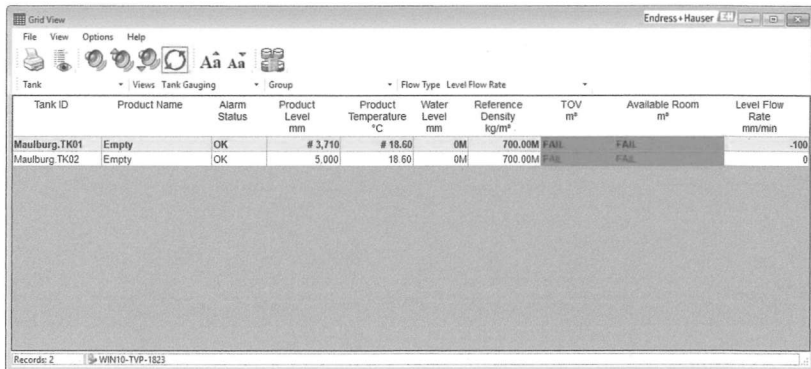 Grid View
Endress+Hauser EH
File View Options Help
Aâ Aǎ
Tank Views Tank Gauging Group Flow Type Level Flow Rate
Tank ID Product Name Alarm Status Product Level mm Product Temperature °C Water Level mm Reference Density kg/m³ TOV m³ Available Room m³ Level Flow Rate mm/min
Maulburg.TK01 Empty OK # 3,710 # 18.60 0M 700.00M FAIL FAIL -100
Maulburg.TK02 Empty OK 5,000 18.60 0M 700.00M FAIL FAIL 0
Records: 2 WIN10-TVP-1823